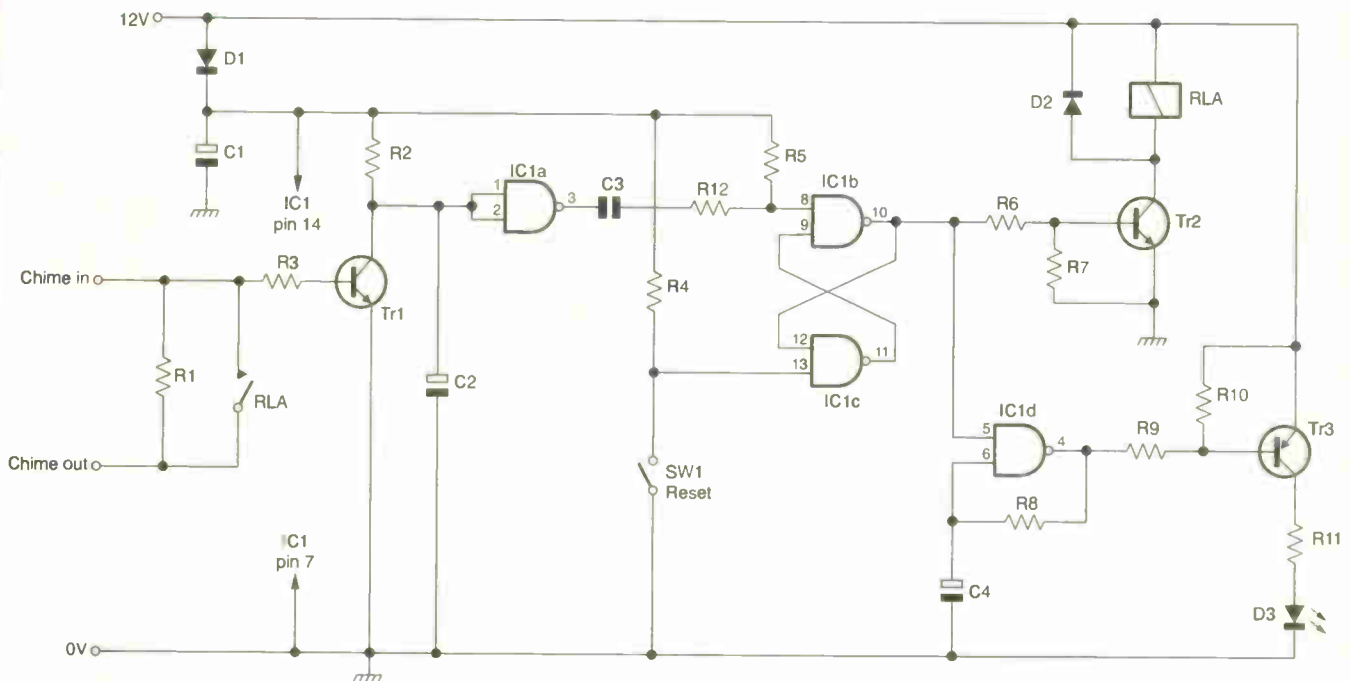 12V
D1
C1
IC1
pin 14
R2
IC1a
1
2
3
C3
R12
R5
IC1b
8
9
10
R6
R7
D2
RLA
Tr2
Chime in
R3
Tr1
R1
RLA
Chime out
C2
R4
12
13
11
IC1c
SW1
Reset
IC1d
5
6
4
R8
C4
R9
R10
Tr3
R11
D3
IC1
pin 7
0V